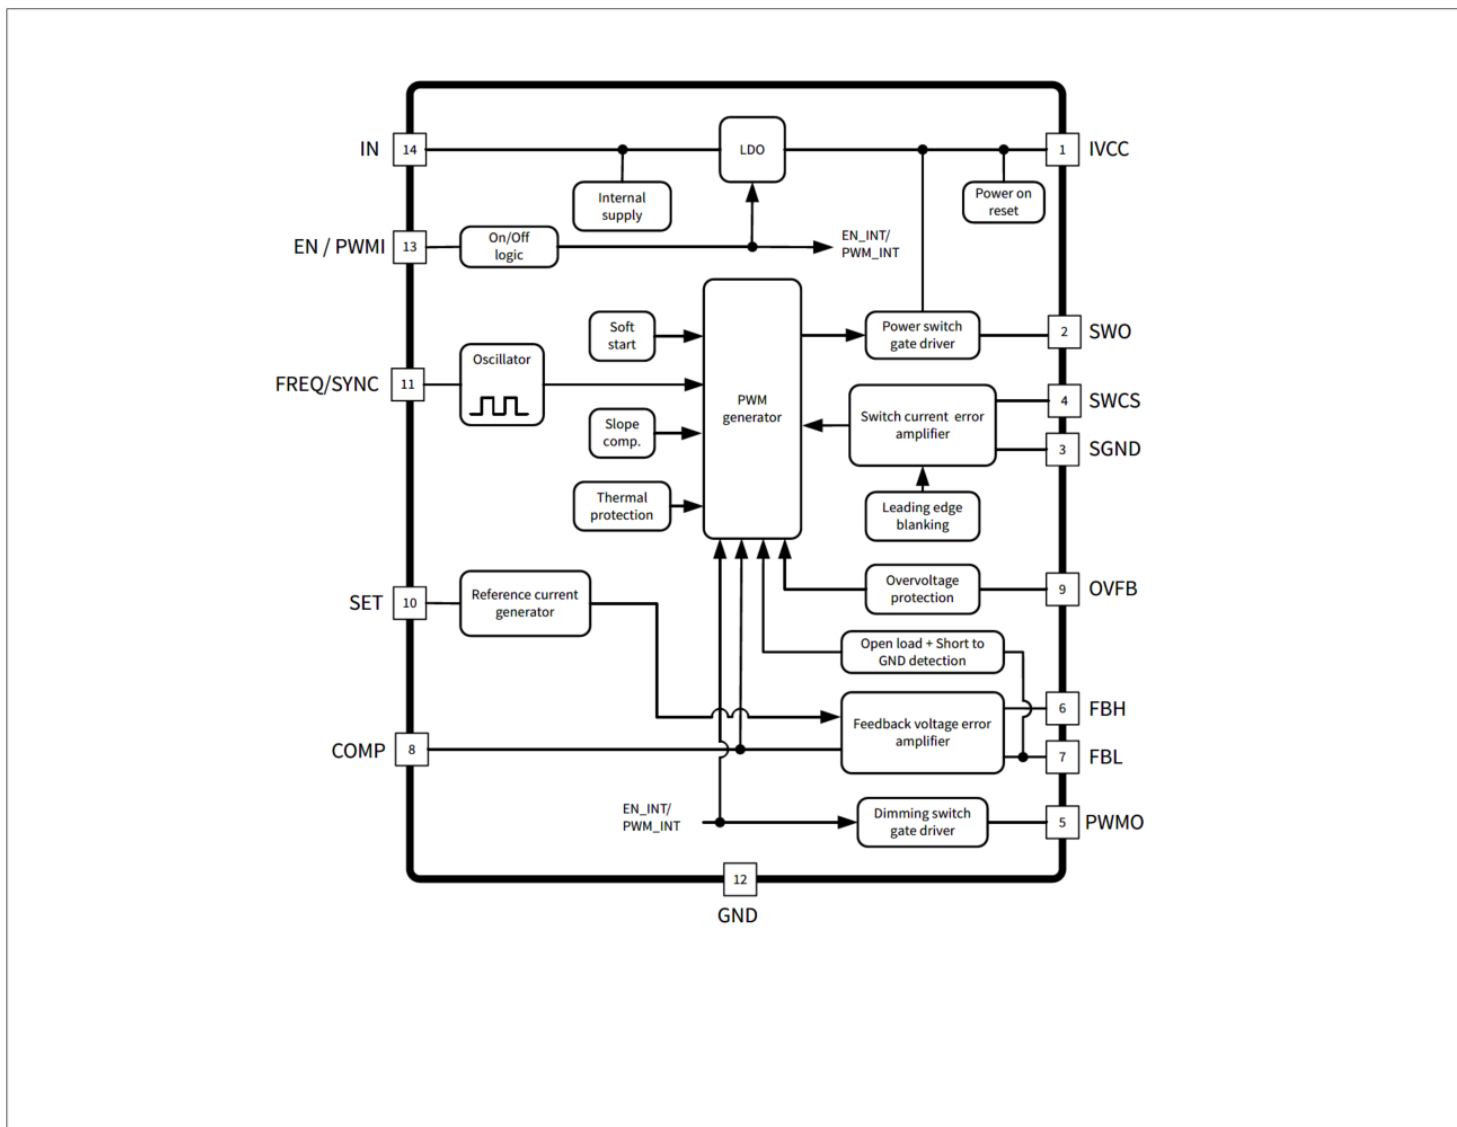 IN
14
LDO
1
IVCC
Internal
supply
Power on
reset
EN / PWMI
13
On/Off
logic
EN_INT/
PWM_INT
Soft
start
Power switch
gate driver
2
SWO
FREQ/SYNC
11
Oscillator
PWM
generator
Switch current error
amplifier
4
SWCS
Slope
comp.
3
SGND
Thermal
protection
Leading edge
blanking
SET
10
Reference current
generator
Overvoltage
protection
9
OVFB
Open load + Short to
GND detection
6
FBH
COMP
8
Feedback voltage error
amplifier
7
FBL
EN_INT/
PWM_INT
Dimming switch
gate driver
5
PWMO
12
GND